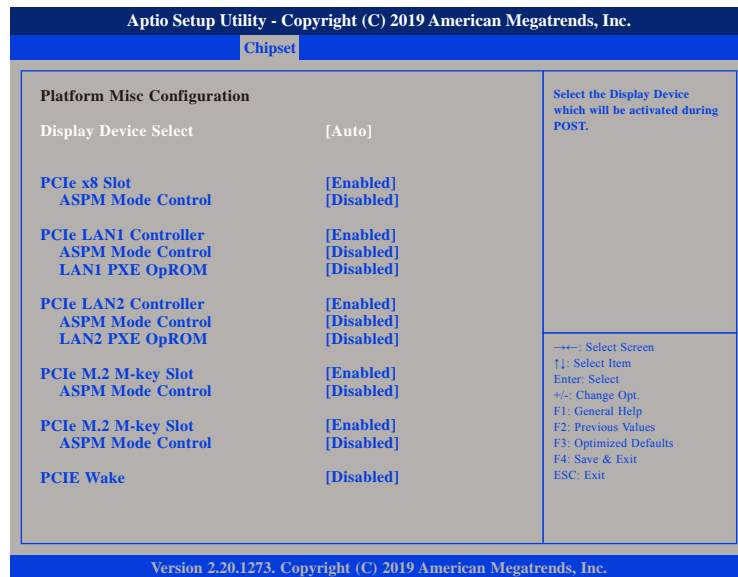 Aptio Setup Utility - Copyright (C) 2019 American Megatrends, Inc.
Chipset
Platform Misc Configuration
Display Device Select [Auto]
PCIe x8 Slot [Enabled]
ASPM Mode Control [Disabled]
PCIe LAN1 Controller [Enabled]
ASPM Mode Control [Disabled]
LAN1 PXE OpROM [Disabled]
PCIe LAN2 Controller [Enabled]
ASPM Mode Control [Disabled]
LAN2 PXE OpROM [Disabled]
PCIe M.2 M-key Slot [Enabled]
ASPM Mode Control [Disabled]
PCIe M.2 M-key Slot [Enabled]
ASPM Mode Control [Disabled]
PCIE Wake [Disabled]
Select the Display Device
which will be activated during
POST.
→←: Select Screen
↑↓: Select Item
Enter: Select
+/-: Change Opt.
F1: General Help
F2: Previous Values
F3: Optimized Defaults
F4: Save & Exit
ESC: Exit
Version 2.20.1273. Copyright (C) 2019 American Megatrends, Inc.